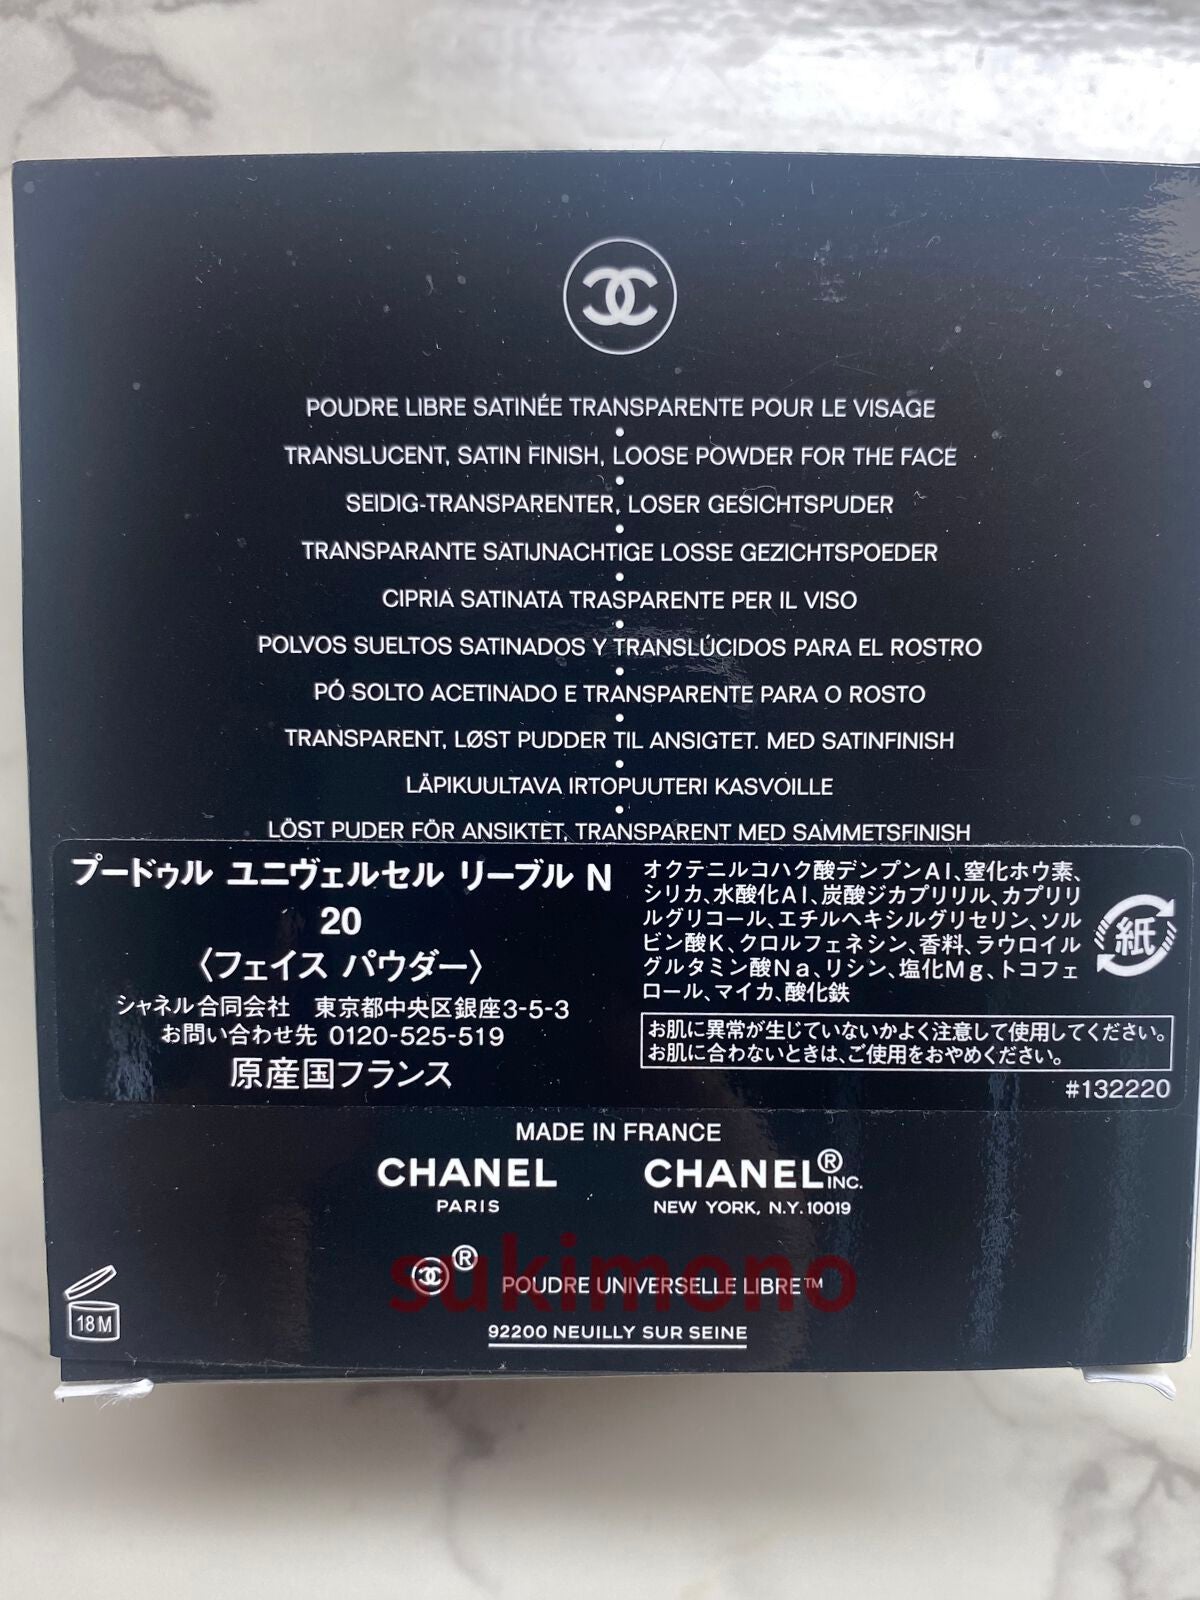 POUDRE LIBRE SATINÉE TRANSPARENTE POUR LE VISAGE
TRANSLUCENT, SATIN FINISH, LOOSE POWDER FOR THE FACE
SEIDIG-TRANSPARENTER, LOSER GESICHTSPUDER
TRANSPARANTE SATIJNACHTIGE LOSSE GEZICHTSPOEDER
CIPRIA SATINATA TRASPARENTE PER IL VISO
POLVOS SUELTOS SATINADOS Y TRANSLÚCIDOS PARA EL ROSTRO
PÓ SOLTO ACETINADO E TRANSPARENTE PARA O ROSTO
TRANSPARENT, LØST PUDDER TIL ANSIGTET. MED SATINFINISH
LÄPIKUULTAVA IRTOPUUTERI KASVOILLE
LÖST PUDER FÖR ANSIKTET, TRANSPARENT MED SAMMETSFINISH
プードゥル ユニヴェルセル リーブル N
20
〈フェイス パウダー〉
シャネル合同会社 東京都中央区銀座3-5-3
お問い合わせ先 0120-525-519
原産国フランス
オクテニルコハク酸デンプンAl、窒化ホウ素、
シリカ、水酸化Al、炭酸ジカプリリル、カプリリ
ルグリコール、エチルヘキシルグリセリン、ソル
ビン酸K、クロルフェネシン、香料、ラウロイル
グルタミン酸Na、リシン、塩化Mg、トコフェ
ロール、マイカ、酸化鉄
紙
お肌に異常が生じていないかよく注意して使用してください。
お肌に合わないときは、ご使用をおやめください。
#132220
MADE IN FRANCE
CHANEL
PARIS
CHANEL® INC.
NEW YORK, N.Y. 10019
® POUDRE UNIVERSELLE LIBRE™
sukimono
92200 NEUILLY SUR SEINE
18 M